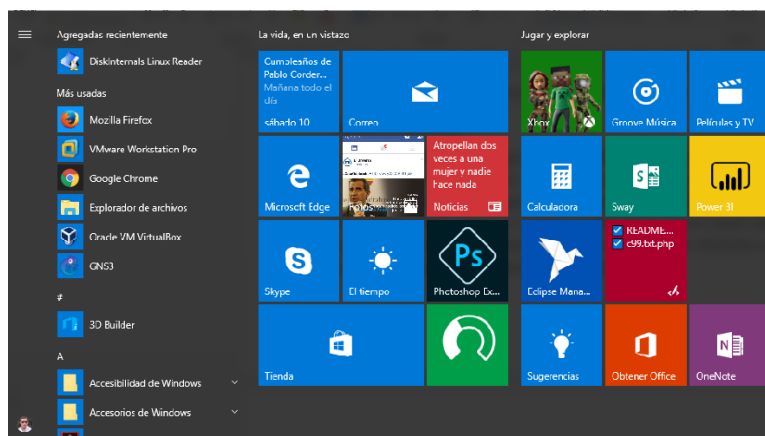 Agregadas recientemente
DiskInternals Linux Reader
Más usadas
Mozilla Firefox
VMware Workstation Pro
Google Chrome
Explorador de archivos
Oracle VM VirtualBox
GNS3
#
3D Builder
A
Accesibilidad de Windows
Accesorios de Windows
La vida, en un vistazo
Cumpleaños de
Pablo Corder...
Mañana todo el
día
sábado 10
Correo
Microsoft Edge
Fotos
Atropellan dos
veces a una
mujer y nadie
hace nada
Noticias
Skype
El tiempo
Ps
Photoshop Ex...
Tienda
Jugar y explorar
Xbox
Groove Música
Películas y TV
Calculadora
S
Sway
Power BI
Eclipse Mana...
README....
c99.txt.php
Sugerencias
Obtener Office
N
OneNote